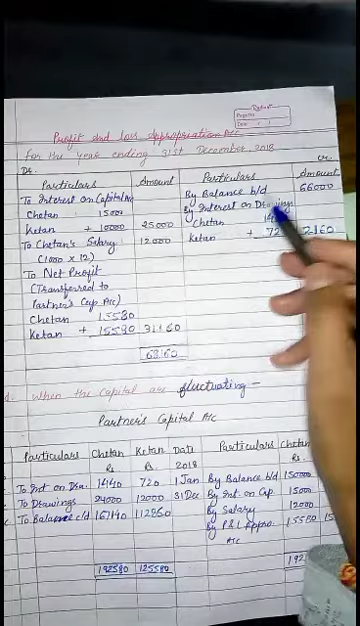 Profit and loss Appropriation A/c
For the year ending 31st December 2018
Dr.
Cr.
Particulars Amount Particulars Amount
To Interest on Capital By Balance b/d 66000
Chetan 15000 By Interest on Drawings
Ketan + 10000 25000 Chetan
To Chetan's Salary 12000 Ketan + 72 2160
(1000 x 12)
To Net Profit
(Transferred to
Partner's Cap A/c)
Chetan 15580
Ketan + 15580 31160
68160
When the Capital are fluctuating -
Partner's Capital A/c
Particulars Chetan Ketan Date Particulars Chetan
Rs Rs. 2018 Rs.
To Int on Dra. 1440 720 1 Jan By Balance b/d 150000
To Drawings 24000 12000 31 Dec By Int. on Cap. 15000
To Balance c/d 167140 112860 By Salary 12000
By P&L Appro. 15580 15
A/c
192580 125580 192